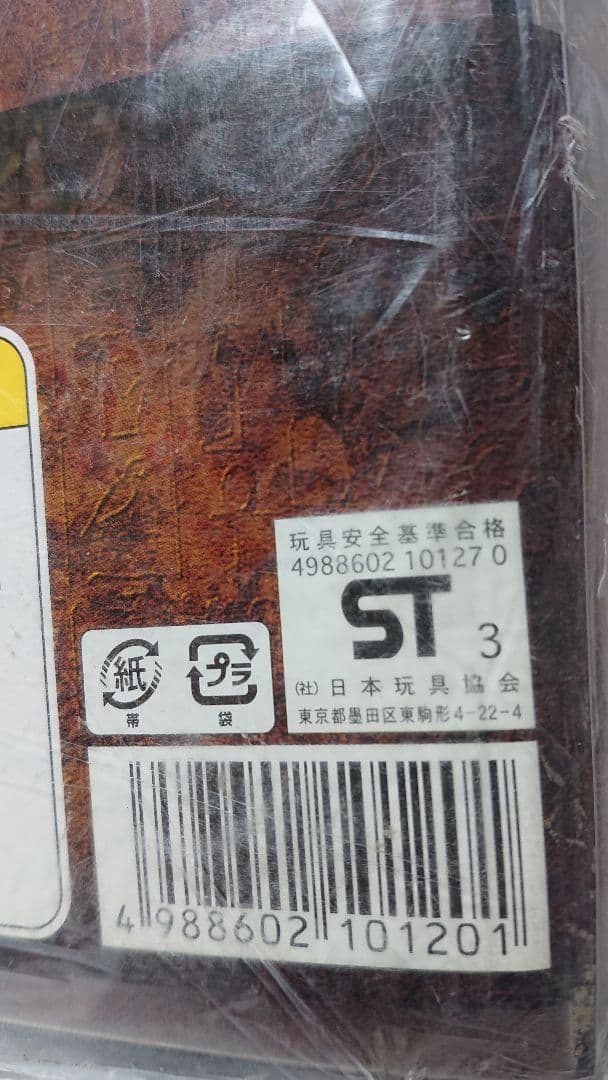 玩具安全基準合格
4988602 10127 0
ST 3
(社)日本玩具協会
東京都墨田区東駒形4-22-4
紙 プラ
帯 袋
4 988602 101201